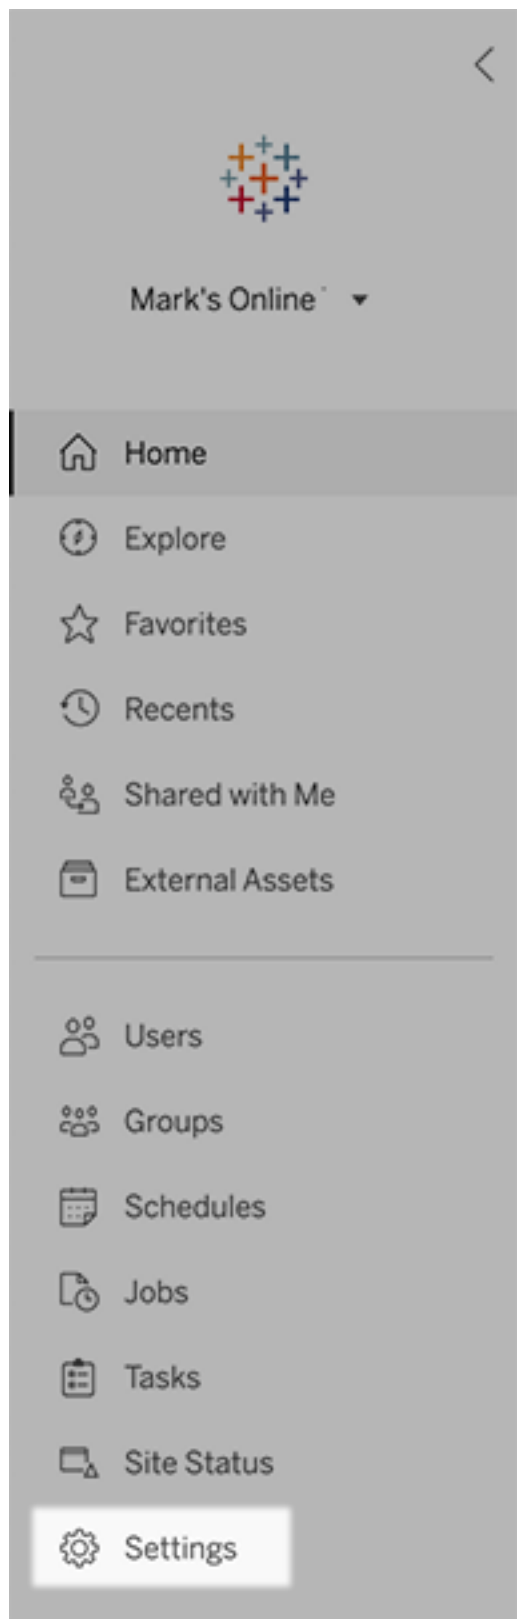 Mark's Online
Home
Explore
Favorites
Recents
Shared with Me
External Assets
Users
Groups
Schedules
Jobs
Tasks
Site Status
Settings